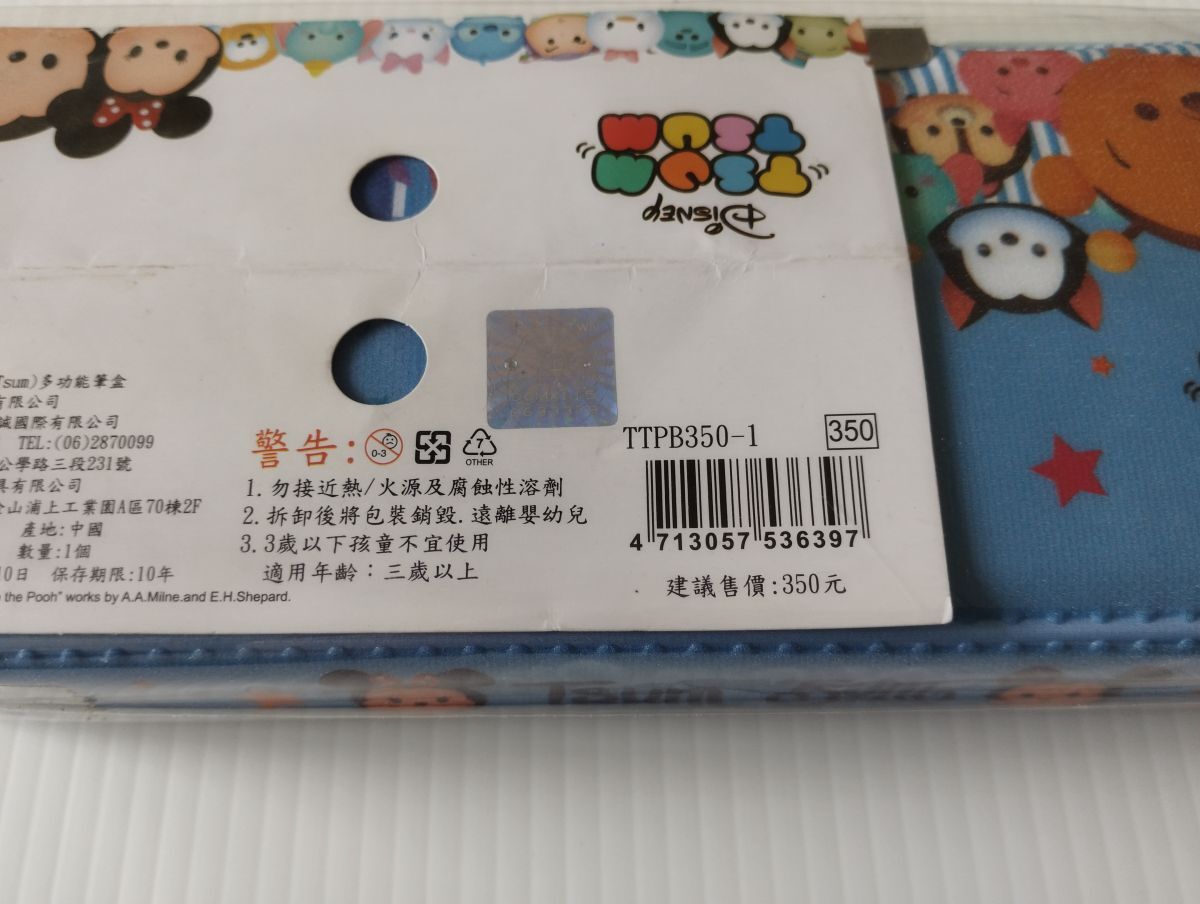 TSUM
TSUM
Disney
Tsum)多功能筆盒
有限公司
誠國際有限公司
TEL:(06)2870099
公學路三段231號
具有限公司
金山浦上工業園A區70棟2F
產地:中國
數量:1個
0日 保存期限:10年
the Pooh" works by A.A.Milne.and E.H.Shepard.
警告:
0-3
7
OTHER
1.勿接近熱/火源及腐蝕性溶劑
2.拆卸後將包裝銷毀.遠離嬰幼兒
3.3歲以下孩童不宜使用
適用年齡：三歲以上
TTPB350-1 350
4 713057 536397
建議售價:350元
Tsum